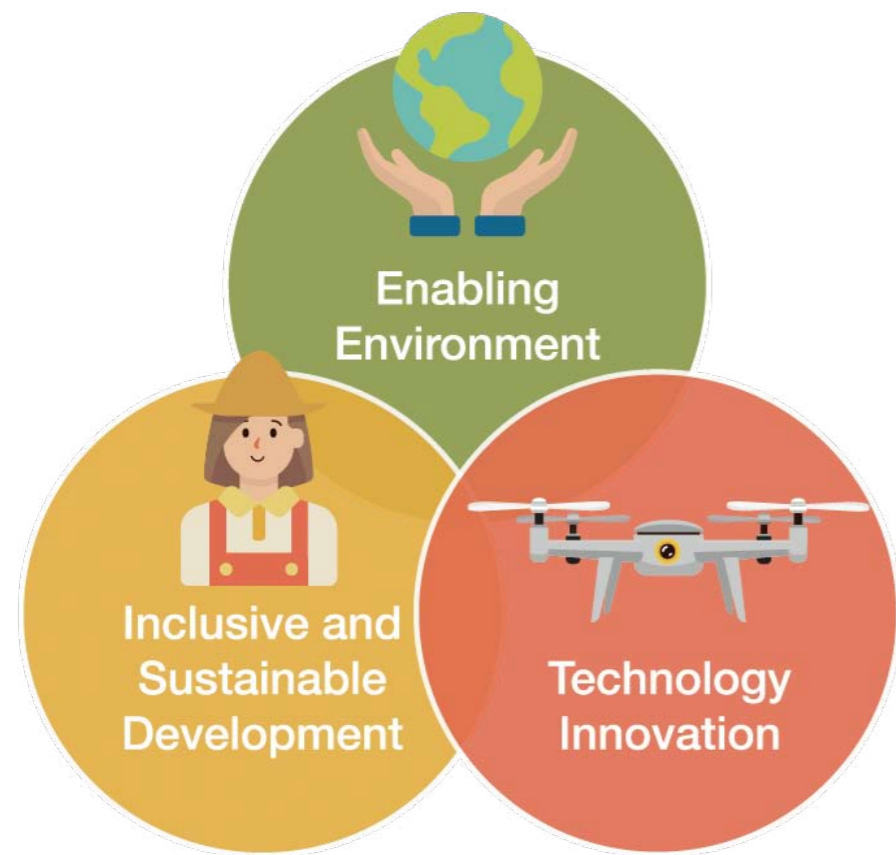 Enabling
Environment
Inclusive and
Sustainable
Development
Technology
Innovation